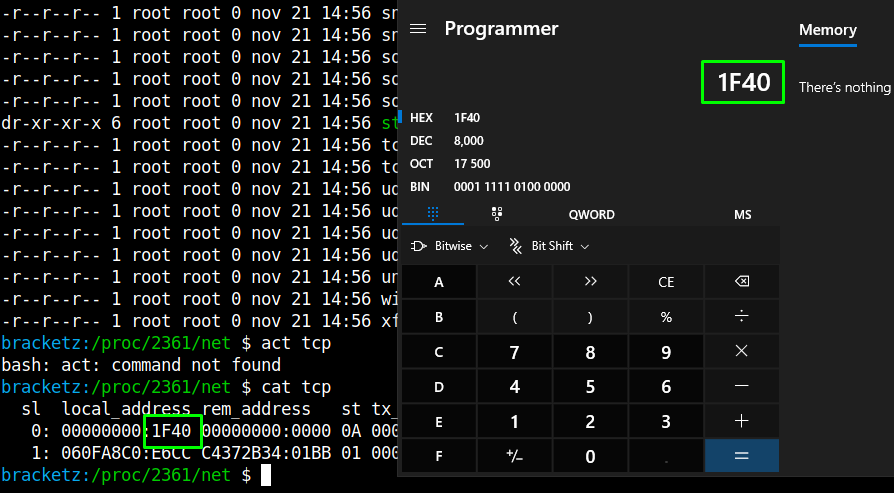 -r--r--r-- 1 root root 0 nov 21 14:56 sn
-r--r--r-- 1 root root 0 nov 21 14:56 sn
-r--r--r-- 1 root root 0 nov 21 14:56 so
-r--r--r-- 1 root root 0 nov 21 14:56 so
-r--r--r-- 1 root root 0 nov 21 14:56 so
dr-xr-xr-x 6 root root 0 nov 21 14:56 st
-r--r--r-- 1 root root 0 nov 21 14:56 tc
-r--r--r-- 1 root root 0 nov 21 14:56 tc
-r--r--r-- 1 root root 0 nov 21 14:56 ud
-r--r--r-- 1 root root 0 nov 21 14:56 ud
-r--r--r-- 1 root root 0 nov 21 14:56 ud
-r--r--r-- 1 root root 0 nov 21 14:56 ud
-r--r--r-- 1 root root 0 nov 21 14:56 un
-r--r--r-- 1 root root 0 nov 21 14:56 wi
-r--r--r-- 1 root root 0 nov 21 14:56 xf
bracketz:/proc/2361/net $ act tcp
bash: act: command not found
bracketz:/proc/2361/net $ cat tcp
sl local_address rem_address st tx_
0: 00000000:1F40 00000000:0000 0A 000
1: 060FA8C0:E6CC C4372B34:01BB 01 000
bracketz:/proc/2361/net $
Programmer
Memory
1F40
There's nothing
HEX 1F40
DEC 8,000
OCT 17 500
BIN 0001 1111 0100 0000
QWORD MS
Bitwise Bit Shift
A << >> CE
B ( ) % ÷
C 7 8 9 ×
D 4 5 6 −
E 1 2 3 +
F +/− 0 . =